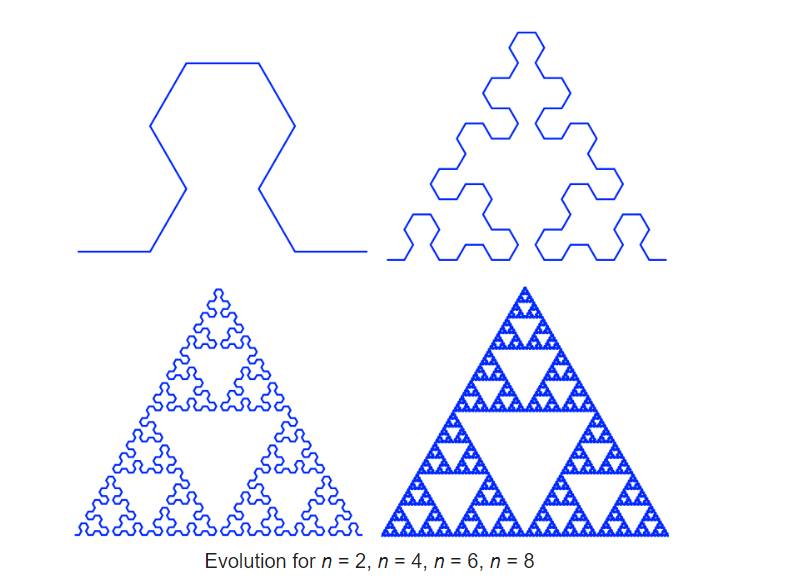 Evolution for n = 2, n = 4, n = 6, n = 8